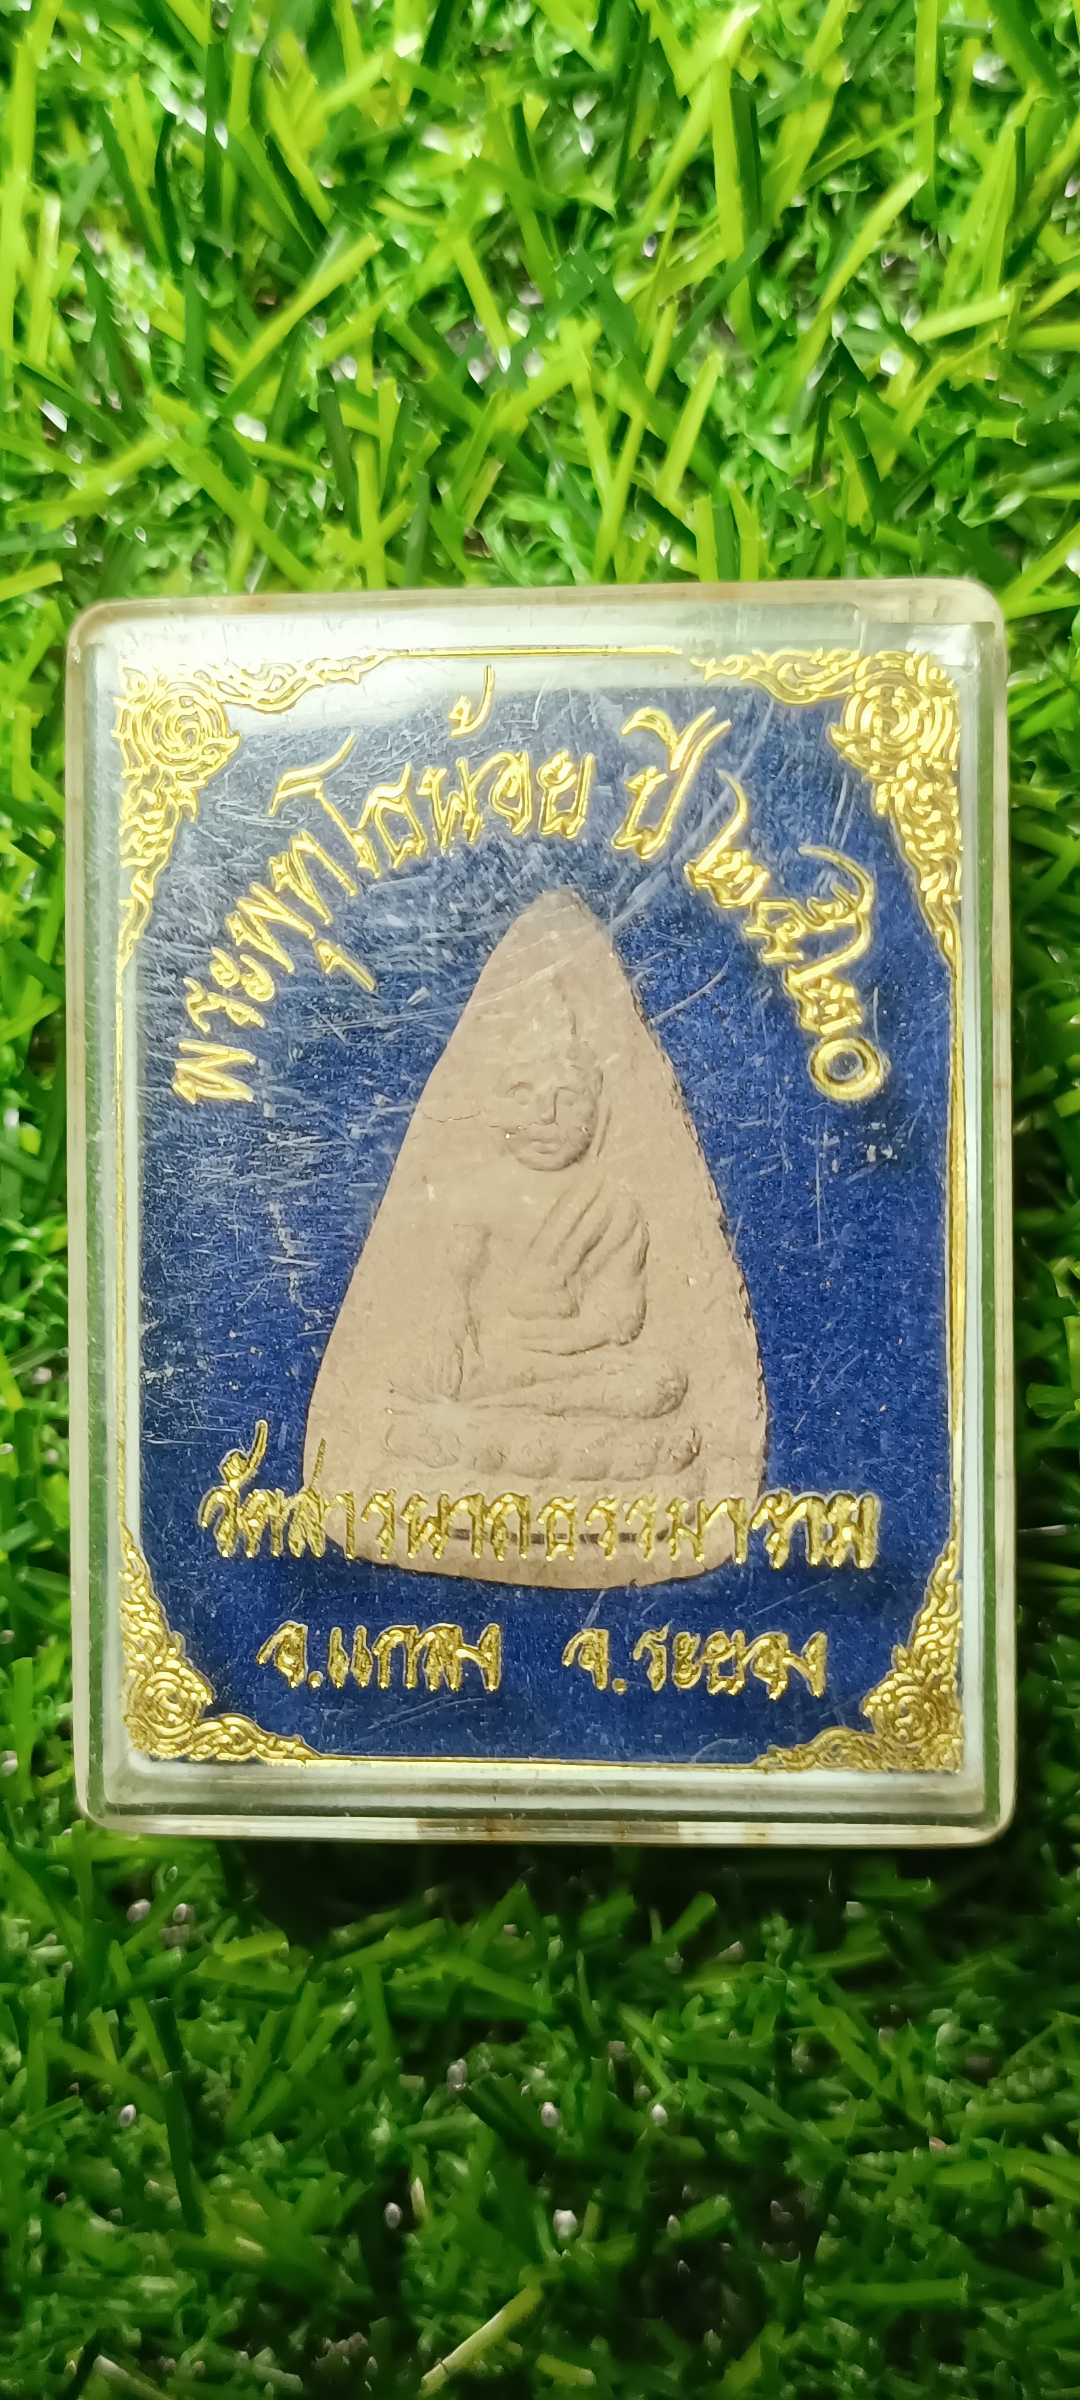 พระพุทโธน้อย ปี ๒๕๒๐
วัดสารนาถธรรมาราม
อ.แกลง จ.ระยอง